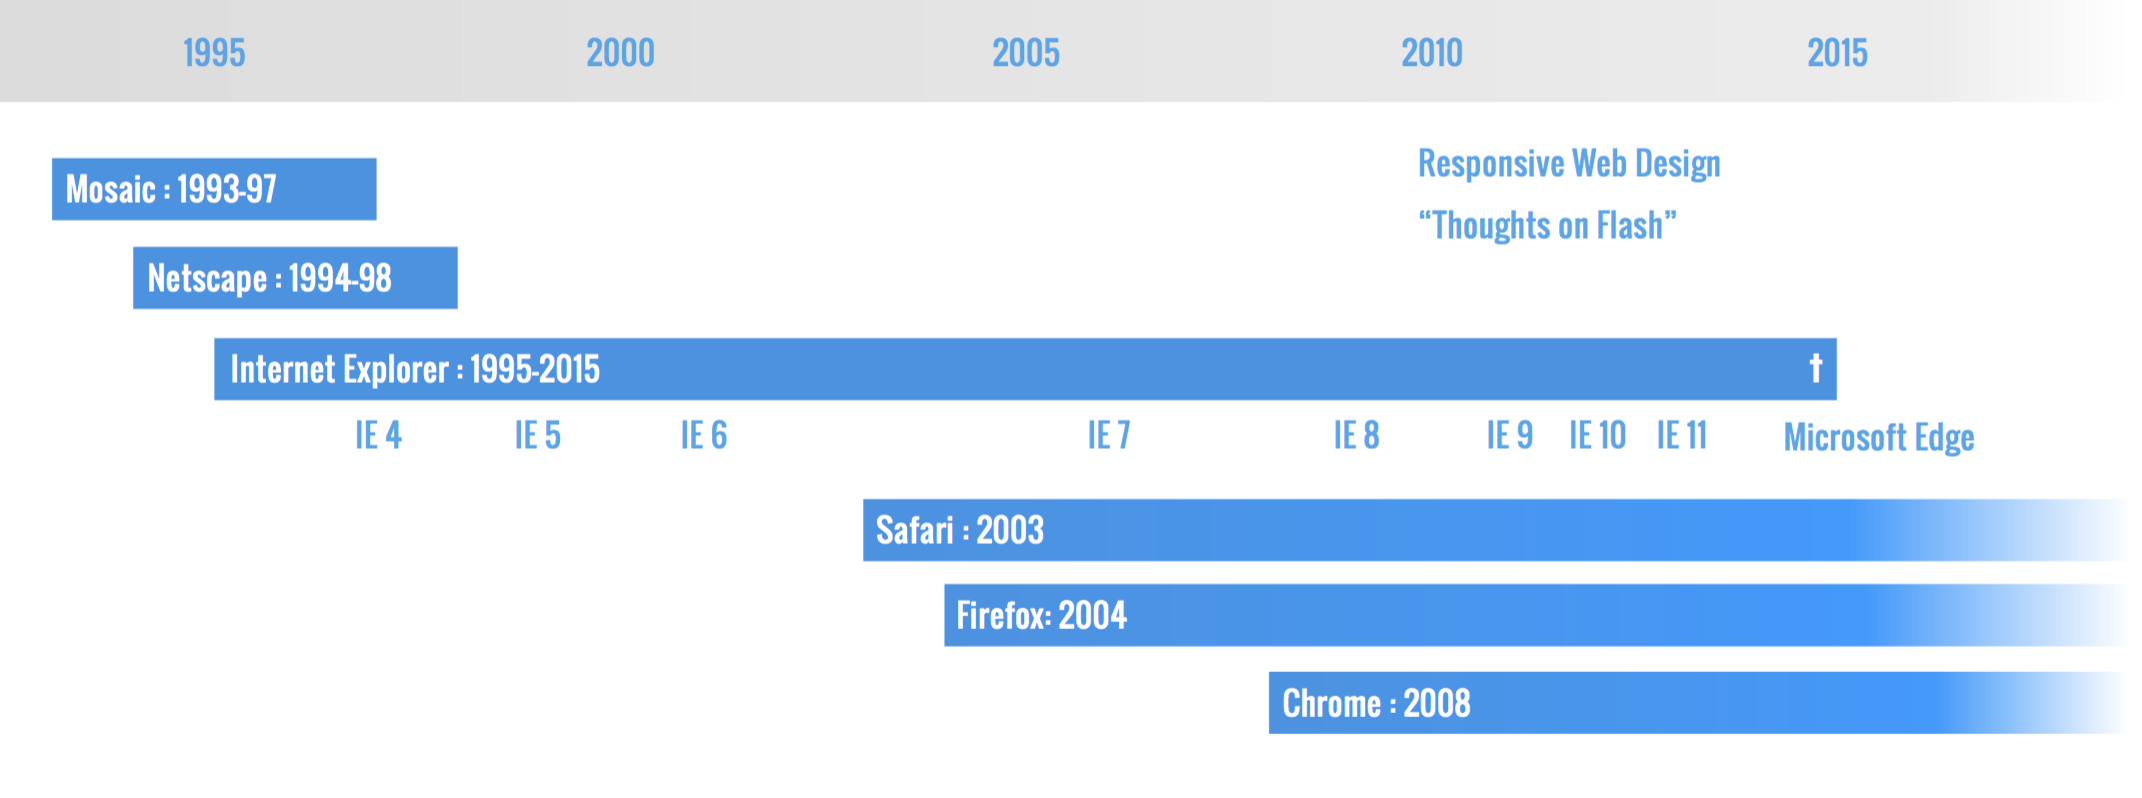 1995 2000 2005 2010 2015
Responsive Web Design
Mosaic : 1993-97
“Thoughts on Flash”
Netscape : 1994-98
Internet Explorer : 1995-2015 †
IE 4 IE 5 IE 6 IE 7 IE 8 IE 9 IE 10 IE 11 Microsoft Edge
Safari : 2003
Firefox: 2004
Chrome : 2008